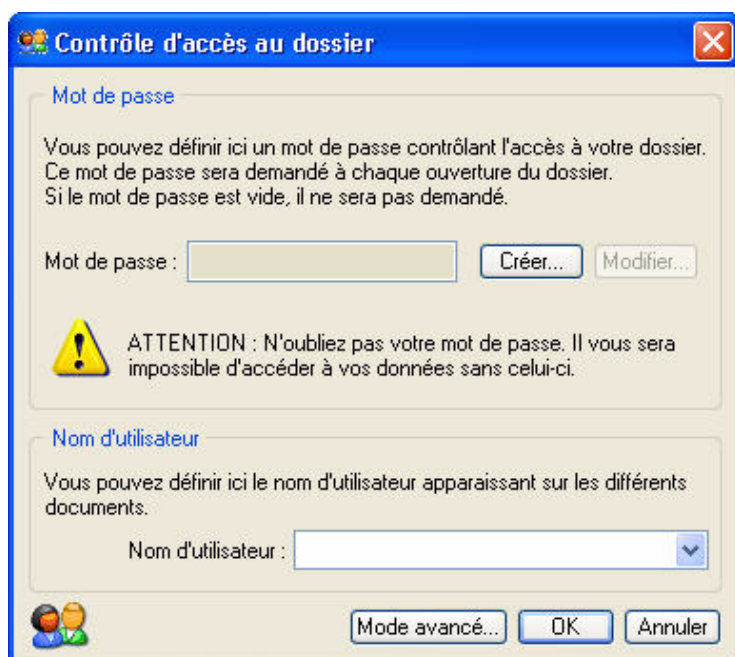 Contrôle d'accès au dossier
Mot de passe
Vous pouvez définir ici un mot de passe contrôlant l'accès à votre dossier.
Ce mot de passe sera demandé à chaque ouverture du dossier.
Si le mot de passe est vide, il ne sera pas demandé.
Mot de passe : Créer... Modifier...
ATTENTION : N'oubliez pas votre mot de passe. Il vous sera
impossible d'accéder à vos données sans celui-ci.
Nom d'utilisateur
Vous pouvez définir ici le nom d'utilisateur apparaissant sur les différents
documents.
Nom d'utilisateur :
Mode avancé... OK Annuler